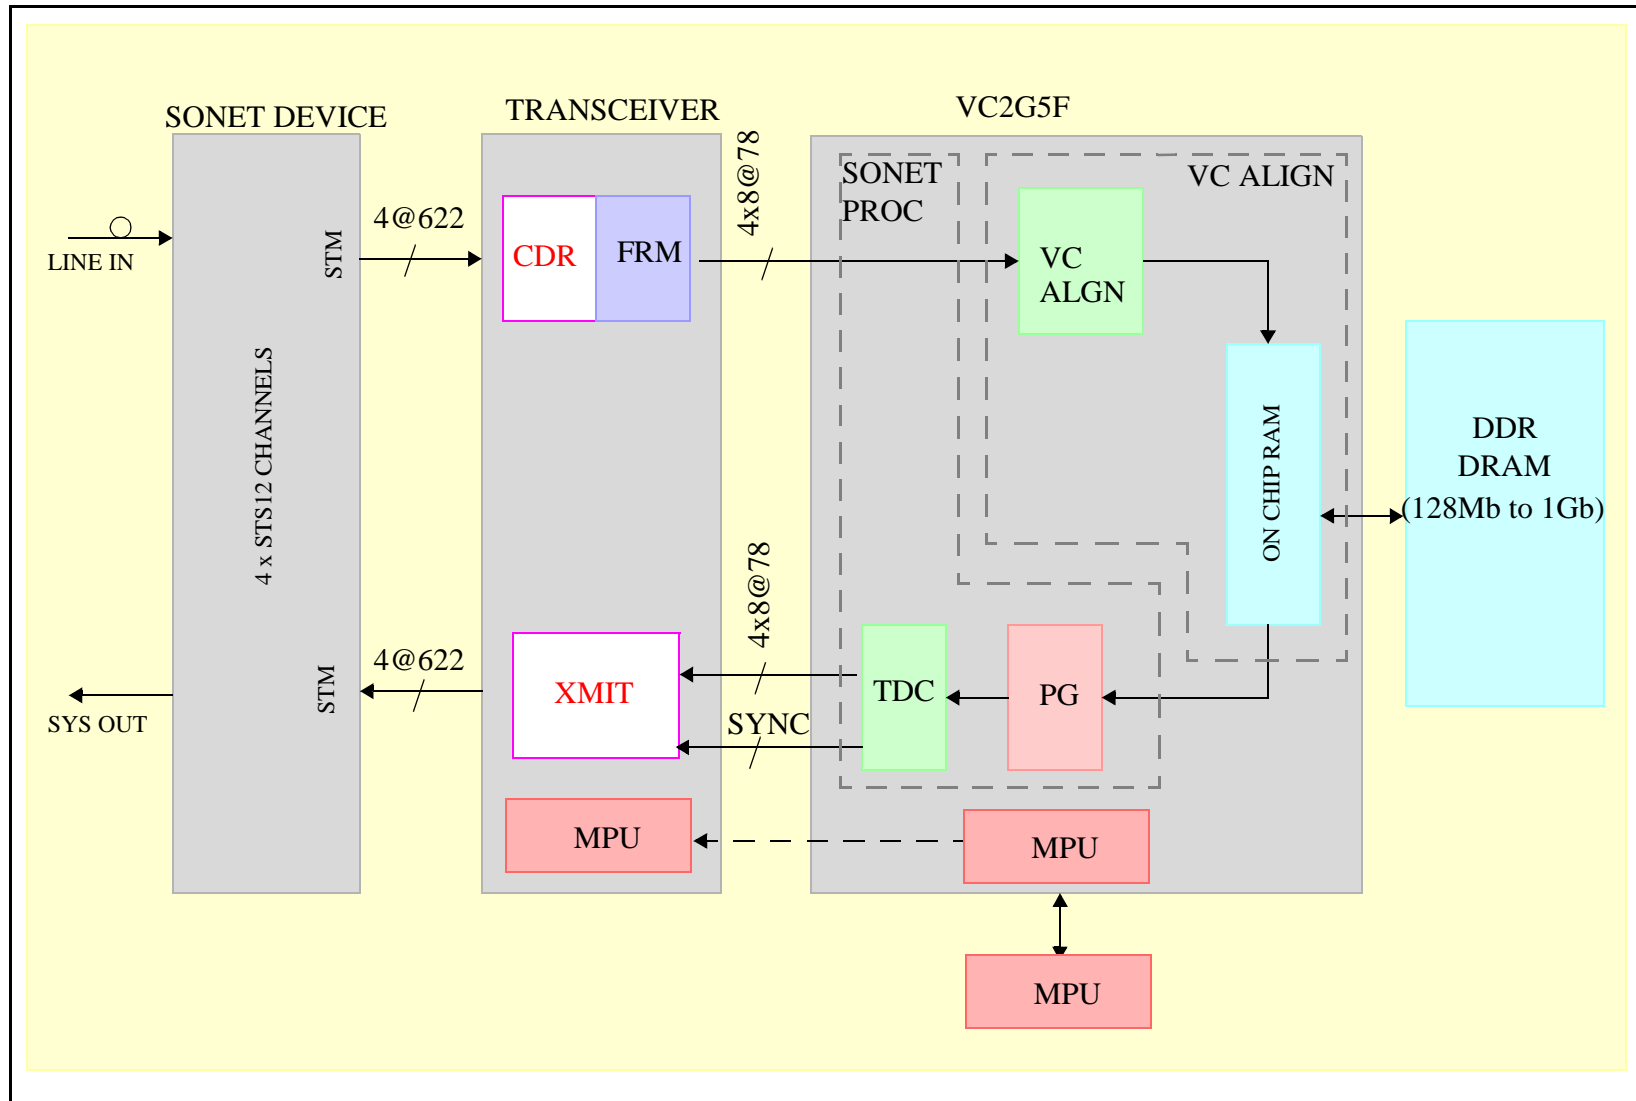 SONET DEVICE
TRANSCEIVER
VC2G5F
4x8@78
SONET
PROC
VC ALIGN
4@622
STM
LINE IN
CDR
FRM
VC
ALGN
4 x STS12 CHANNELS
ON CHIP RAM
DDR
DRAM
(128Mb to 1Gb)
4x8@78
4@622
STM
XMIT
SYNC
TDC
PG
SYS OUT
MPU
MPU
MPU